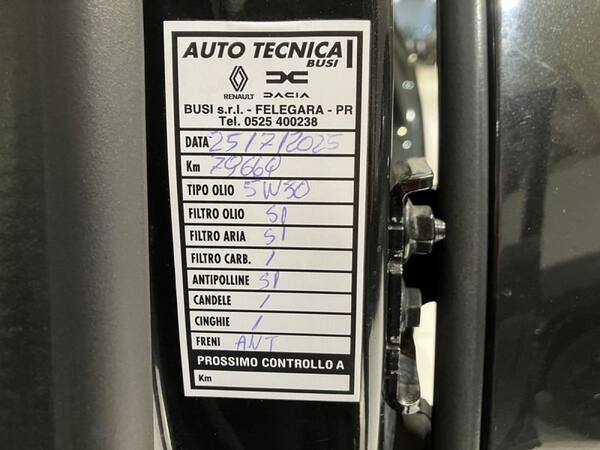 AUTO TECNICA
BUSI
RENAULT DACIA
BUSI s.r.l. - FELEGARA - PR
Tel. 0525 400238
DATA 25/7/2025
Km 79664
TIPO OLIO 5W30
FILTRO OLIO SI
FILTRO ARIA SI
FILTRO CARB. /
ANTIPOLLINE SI
CANDELE /
CINGHIE /
FRENI ANT
PROSSIMO CONTROLLO A
Km